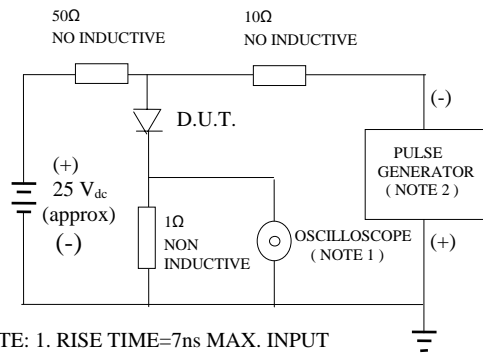 50Ω
NO INDUCTIVE
10Ω
NO INDUCTIVE
(-)
D.U.T.
PULSE
GENERATOR
( NOTE 2 )
(+)
25 Vdc
(approx)
(-)
1Ω
NON
INDUCTIVE
OSCILLOSCOPE
( NOTE 1 )
(+)
TE: 1. RISE TIME=7ns MAX. INPUT